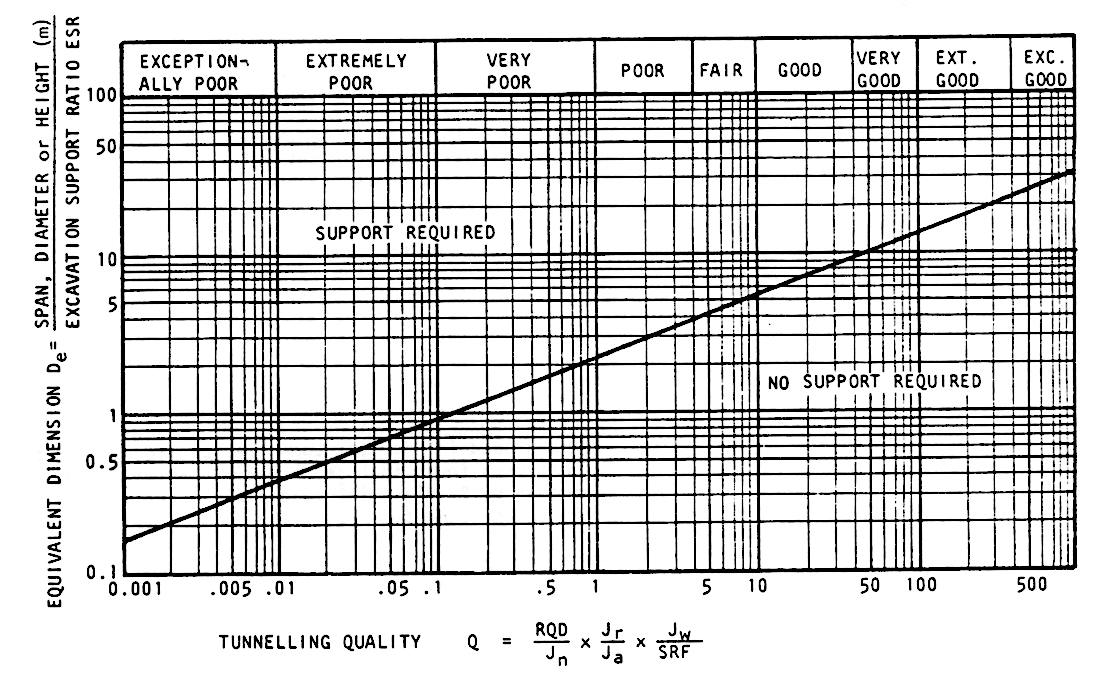 EXCEPTION-
ALLY POOR
EXTREMELY
POOR
VERY
POOR
POOR
FAIR
GOOD
VERY
GOOD
EXT.
GOOD
EXC.
GOOD
100
50
10
5
1
0.5
0.1
EQUIVALENT DIMENSION De = SPAN, DIAMETER or HEIGHT (m)
EXCAVATION SUPPORT RATIO ESR
SUPPORT REQUIRED
NO SUPPORT REQUIRED
0.001 .005 .01 .05 .1 .5 1 5 10 50 100 500
TUNNELLING QUALITY Q = RQD/Jn x Jr/Ja x Jw/SRF